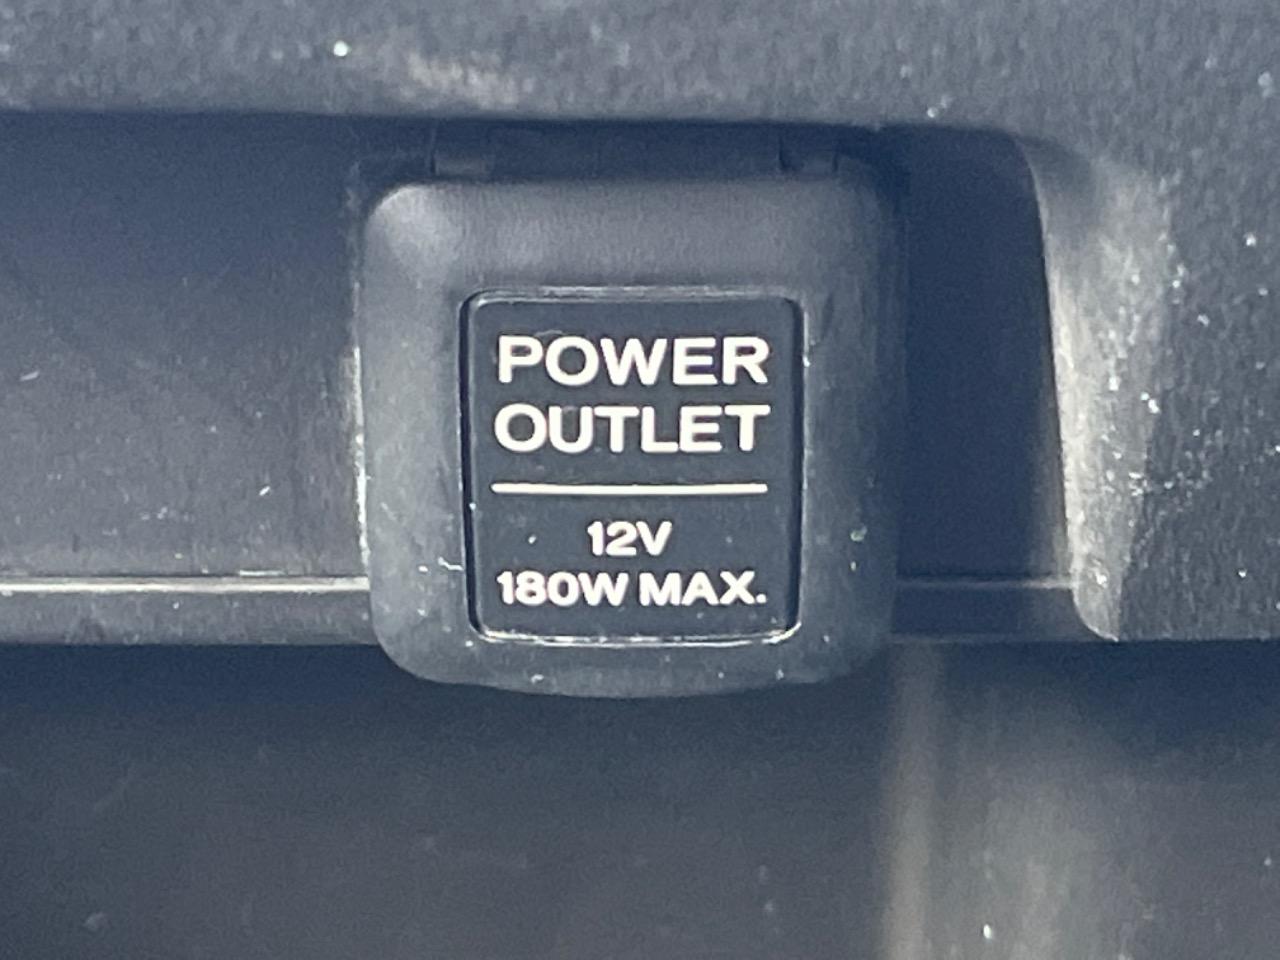 POWER
OUTLET
12V
180W MAX.